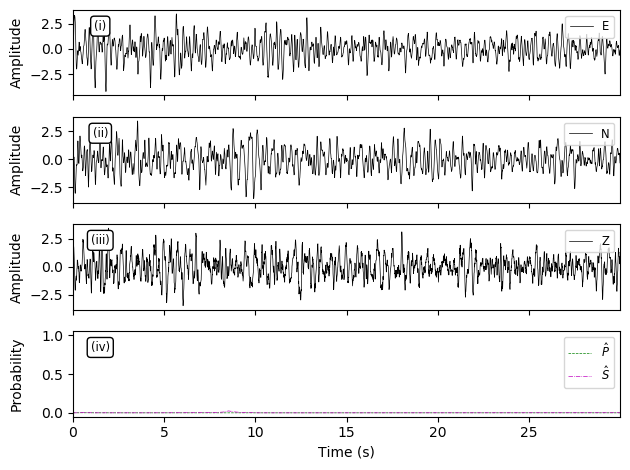 Amplitude
2.5
0.0
−2.5
(i)
E
Amplitude
2.5
0.0
−2.5
(ii)
N
Amplitude
2.5
0.0
−2.5
(iii)
Z
Probability
1.0
0.5
0.0
(iv)
P̂
Ŝ
0 5 10 15 20 25
Time (s)